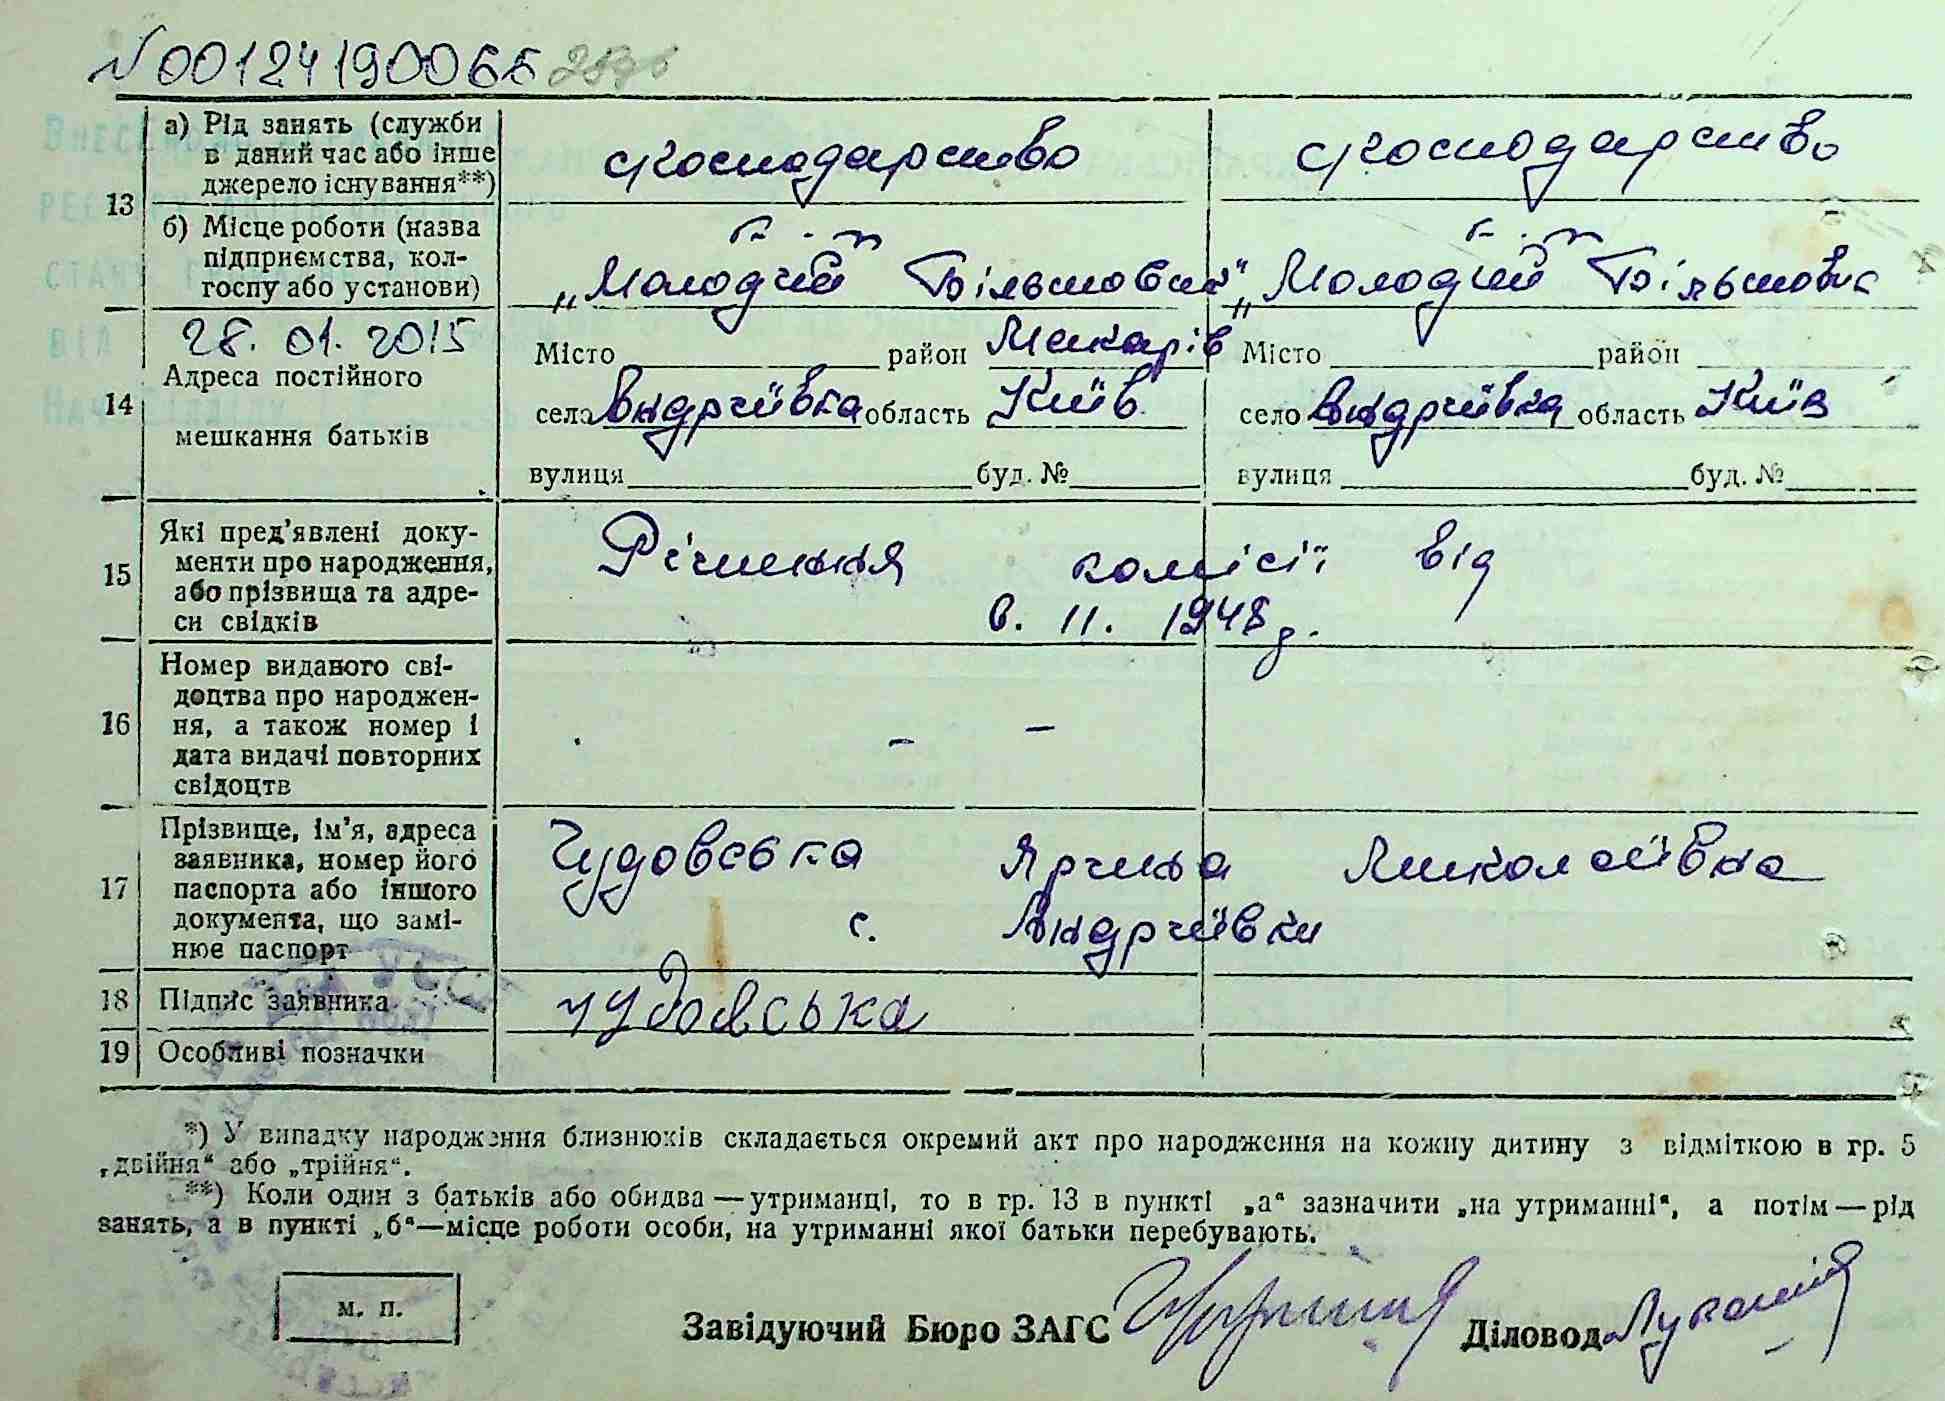 N00124190065
13
а) Рід занять (служби в даний час або інше джерело існування**)
господарство
господарство
б) Місце роботи (назва підприємства, колгоспу або установи)
к-п
„Молодий Більшовик"
к-п
„Молодий Більшовик
28.01.2015
14
Адреса постійного мешкання батьків
Місто район Макарів
село Андріївка область Київ
вулиця буд. №
Місто район
село Андріївка область Київ
вулиця буд. №
15
Які пред'явлені документи про народження, або прізвища та адреси свідків
Рішення комісії від
6. 11. 1948 р.
16
Номер виданого свідоцтва про народження, а також номер і дата видачі повторних свідоцтв
– –
17
Прізвище, ім'я, адреса заявника, номер його паспорта або іншого документа, що замінює паспорт
Чудовська Ярина Миколаївна
с. Андріївки
18
Підпис заявника
Чудовська
19
Особливі позначки
*) У випадку народження близнюків складається окремий акт про народження на кожну дитину з відміткою в гр. 5
„двійня“ або „трійня“.
**) Коли один з батьків або обидва — утриманці, то в гр. 13 в пункті „а“ зазначити „на утриманні“, а потім — рід
занять, а в пункті „б“—місце роботи особи, на утриманні якої батьки перебувають.
м. п.
Завідуючий Бюро ЗАГС
Діловод